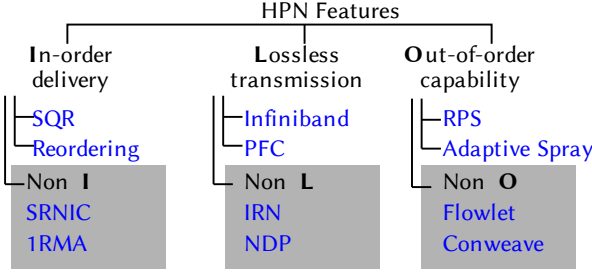 HPN Features
In-order
delivery
SQR
Reordering
Non I
SRNIC
1RMA
Lossless
transmission
Infiniband
PFC
Non L
IRN
NDP
Out-of-order
capability
RPS
Adaptive Spray
Non O
Flowlet
Conweave